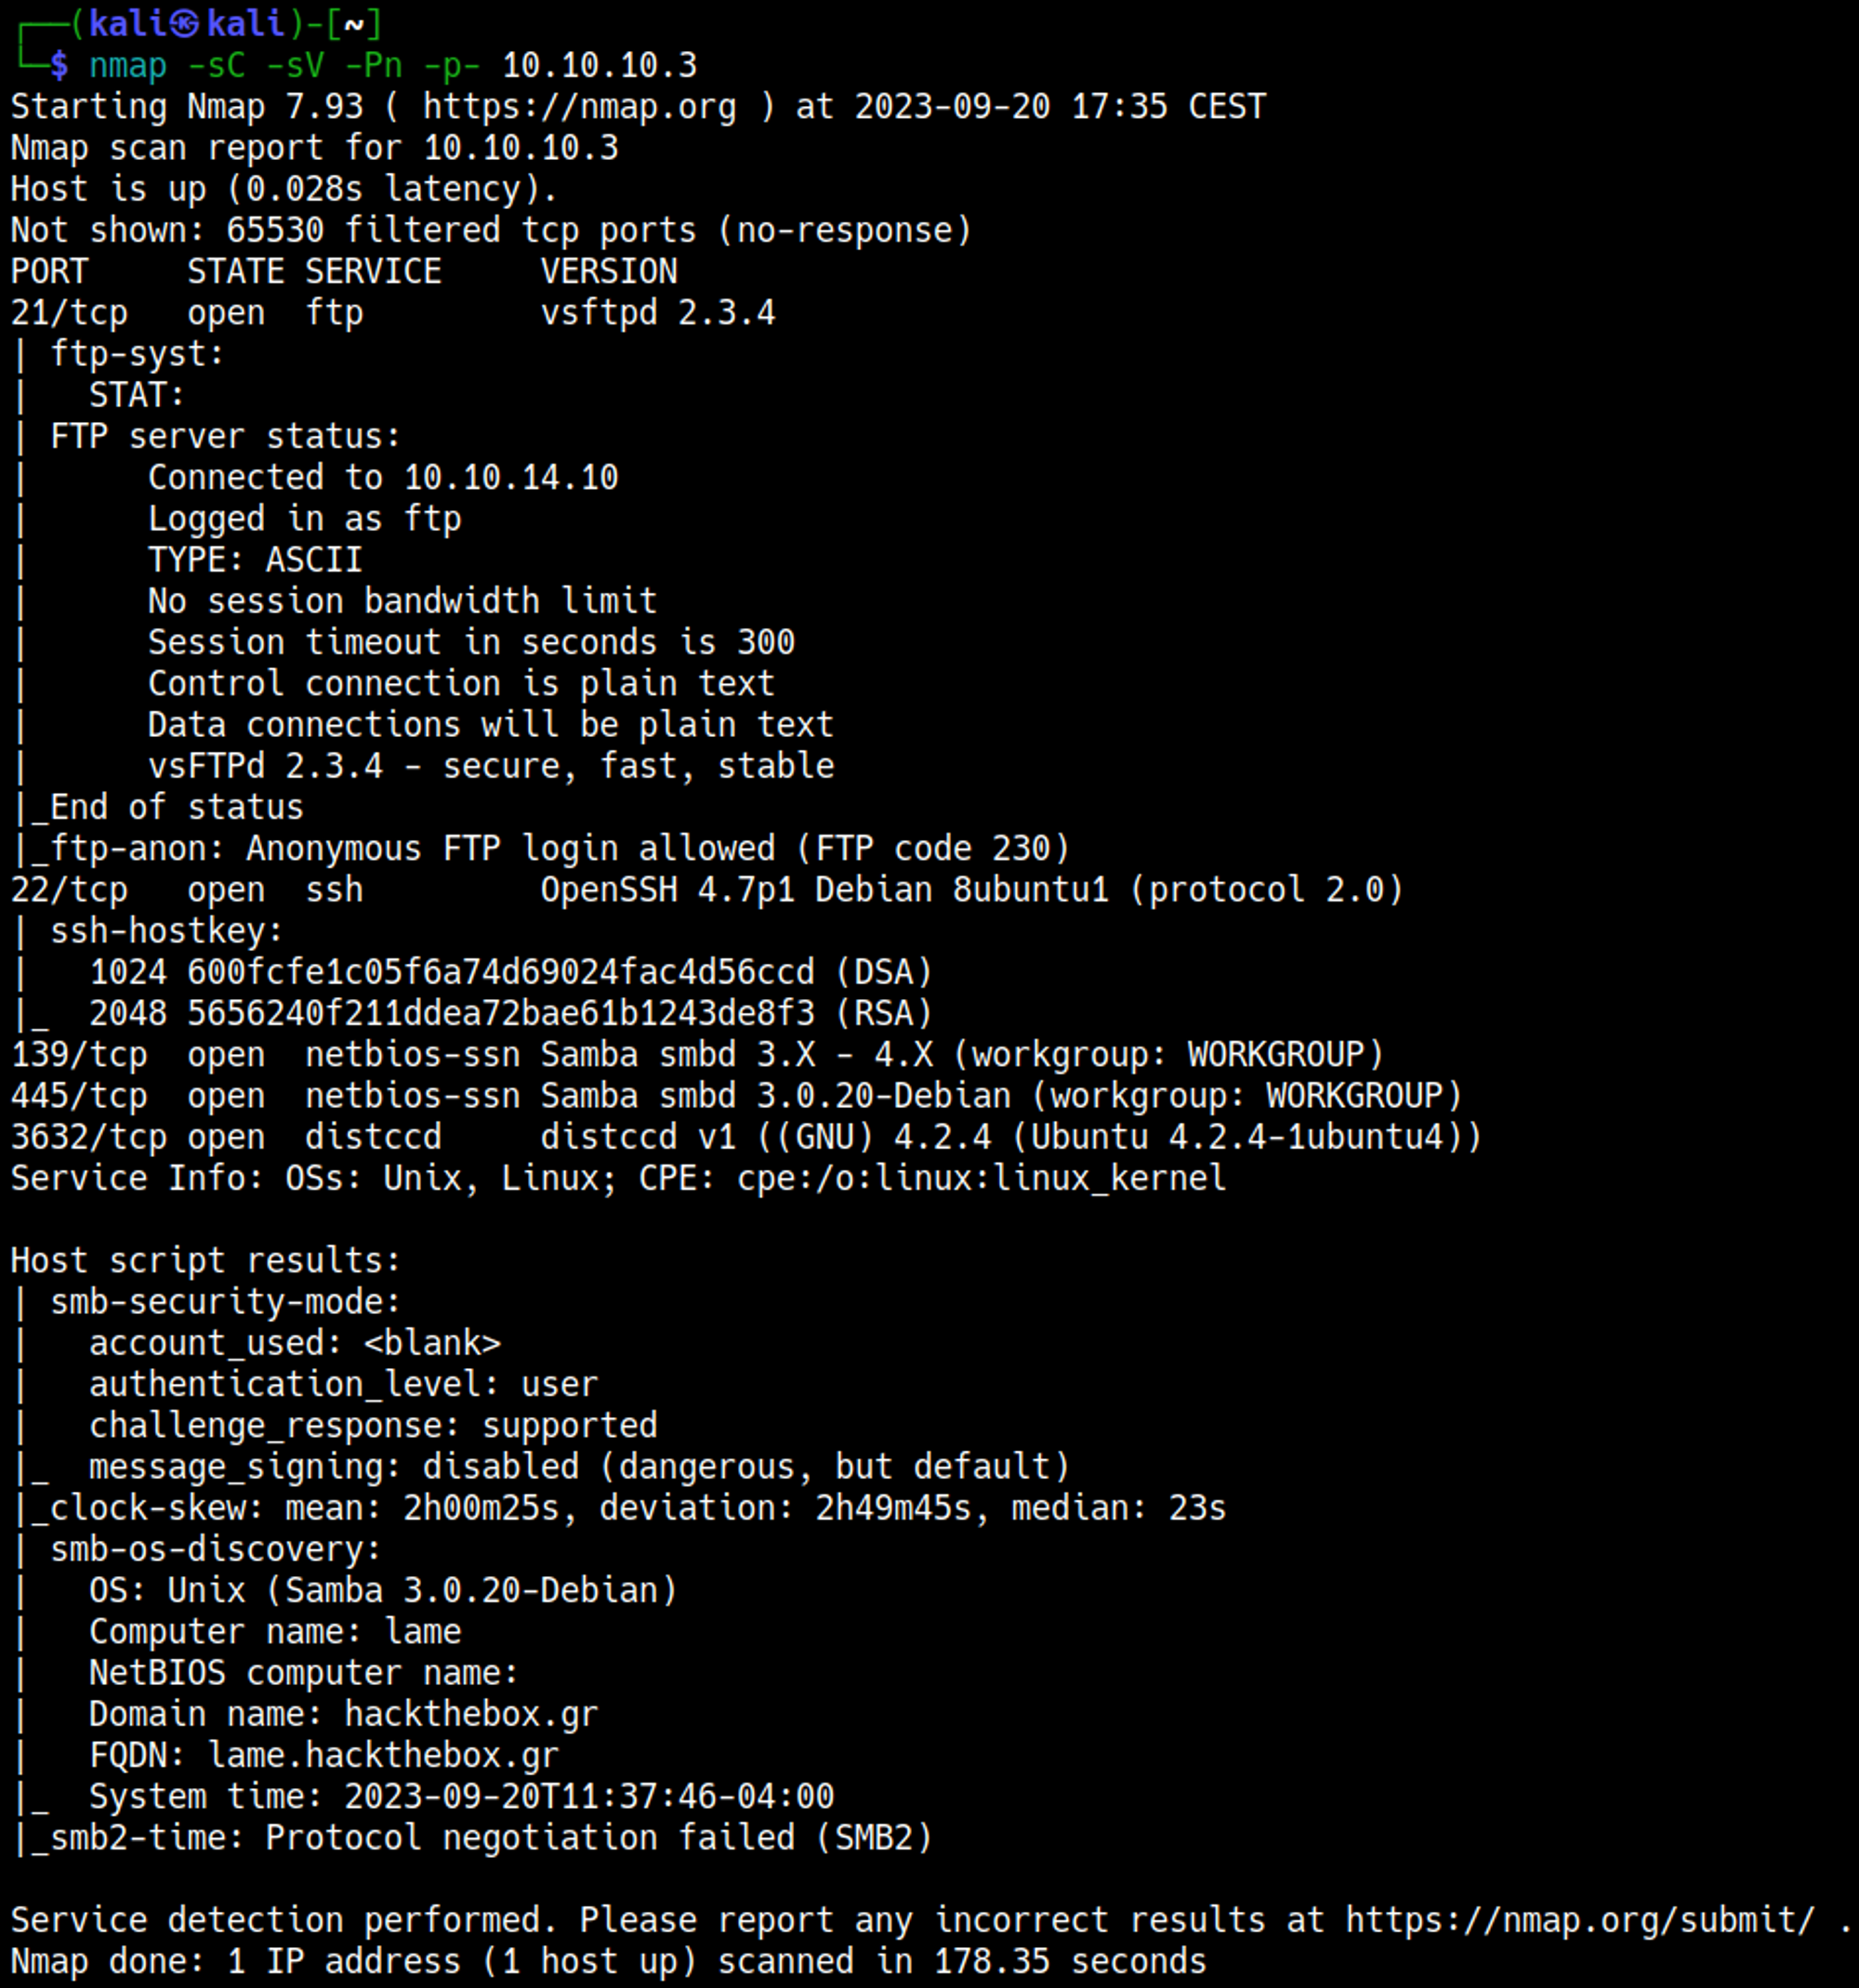 ┌──(kali㉿kali)-[~]
└─$ nmap -sC -sV -Pn -p- 10.10.10.3
Starting Nmap 7.93 ( https://nmap.org ) at 2023-09-20 17:35 CEST
Nmap scan report for 10.10.10.3
Host is up (0.028s latency).
Not shown: 65530 filtered tcp ports (no-response)
PORT     STATE SERVICE     VERSION
21/tcp   open  ftp         vsftpd 2.3.4
| ftp-syst:
|   STAT:
| FTP server status:
|      Connected to 10.10.14.10
|      Logged in as ftp
|      TYPE: ASCII
|      No session bandwidth limit
|      Session timeout in seconds is 300
|      Control connection is plain text
|      Data connections will be plain text
|      vsFTPd 2.3.4 - secure, fast, stable
|_End of status
|_ftp-anon: Anonymous FTP login allowed (FTP code 230)
22/tcp   open  ssh         OpenSSH 4.7p1 Debian 8ubuntu1 (protocol 2.0)
| ssh-hostkey:
|   1024 600fcfe1c05f6a74d69024fac4d56ccd (DSA)
|_  2048 5656240f211ddea72bae61b1243de8f3 (RSA)
139/tcp  open  netbios-ssn Samba smbd 3.X - 4.X (workgroup: WORKGROUP)
445/tcp  open  netbios-ssn Samba smbd 3.0.20-Debian (workgroup: WORKGROUP)
3632/tcp open  distccd     distccd v1 ((GNU) 4.2.4 (Ubuntu 4.2.4-1ubuntu4))
Service Info: OSs: Unix, Linux; CPE: cpe:/o:linux:linux_kernel

Host script results:
| smb-security-mode:
|   account_used: <blank>
|   authentication_level: user
|   challenge_response: supported
|_  message_signing: disabled (dangerous, but default)
|_clock-skew: mean: 2h00m25s, deviation: 2h49m45s, median: 23s
| smb-os-discovery:
|   OS: Unix (Samba 3.0.20-Debian)
|   Computer name: lame
|   NetBIOS computer name:
|   Domain name: hackthebox.gr
|   FQDN: lame.hackthebox.gr
|_  System time: 2023-09-20T11:37:46-04:00
|_smb2-time: Protocol negotiation failed (SMB2)

Service detection performed. Please report any incorrect results at https://nmap.org/submit/ .
Nmap done: 1 IP address (1 host up) scanned in 178.35 seconds